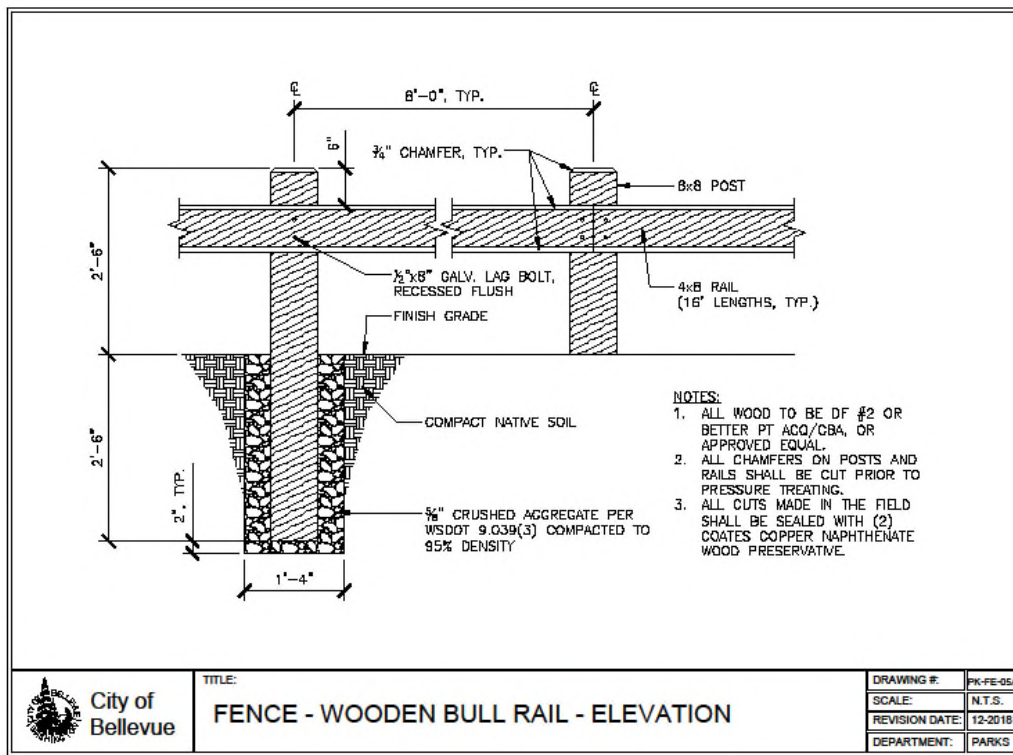 ℄
℄
8'-0", TYP.
6"
¾" CHAMFER, TYP.
8x8 POST
2'-6"
½"x8" GALV. LAG BOLT,
RECESSED FLUSH
4x8 RAIL
(16' LENGTHS, TYP.)
FINISH GRADE
COMPACT NATIVE SOIL
2'-6"
2", TYP.
⅝" CRUSHED AGGREGATE PER
WSDOT 9.039(3) COMPACTED TO
95% DENSITY
1'-4"
NOTES:
1. ALL WOOD TO BE DF #2 OR
BETTER PT ACQ/CBA, OR
APPROVED EQUAL.
2. ALL CHAMFERS ON POSTS AND
RAILS SHALL BE CUT PRIOR TO
PRESSURE TREATING.
3. ALL CUTS MADE IN THE FIELD
SHALL BE SEALED WITH (2)
COATES COPPER NAPHTHENATE
WOOD PRESERVATIVE.
City of
Bellevue
TITLE:
FENCE - WOODEN BULL RAIL - ELEVATION
DRAWING #:
SCALE: N.T.S.
REVISION DATE: 12-2018
DEPARTMENT: PARKS